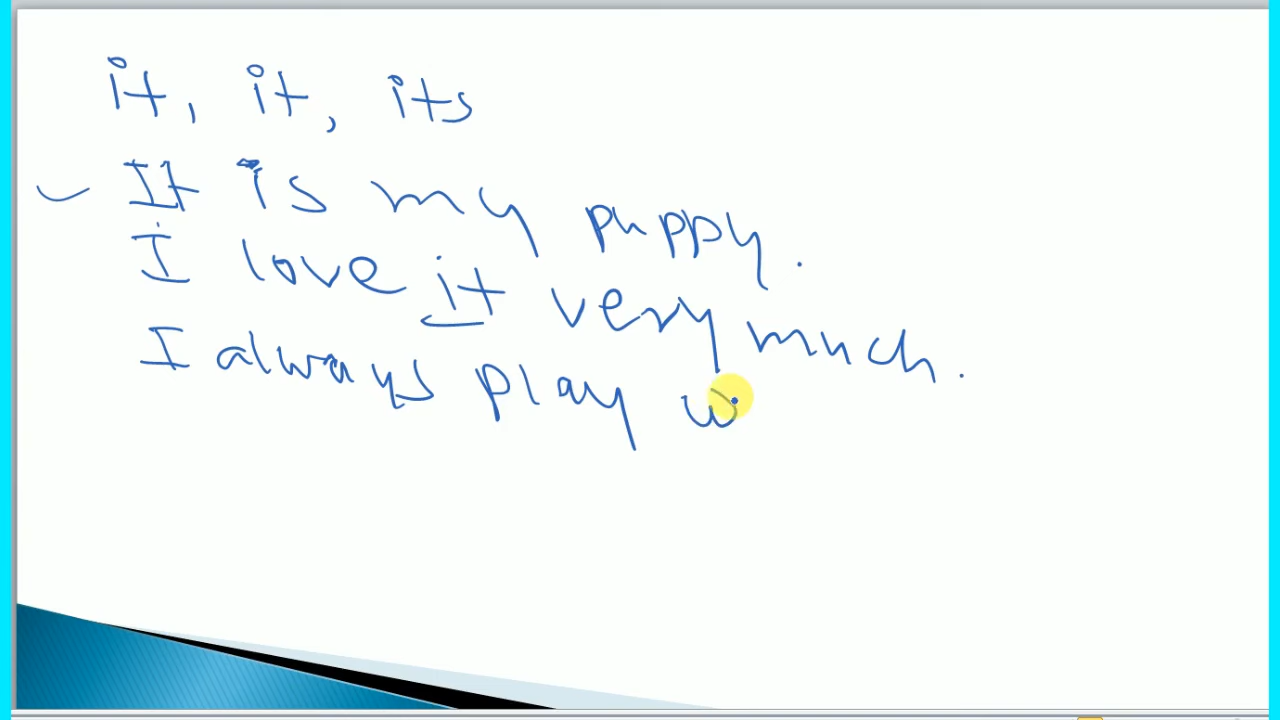 it, it, its
It is my puppy.
I love it very much.
I always play w